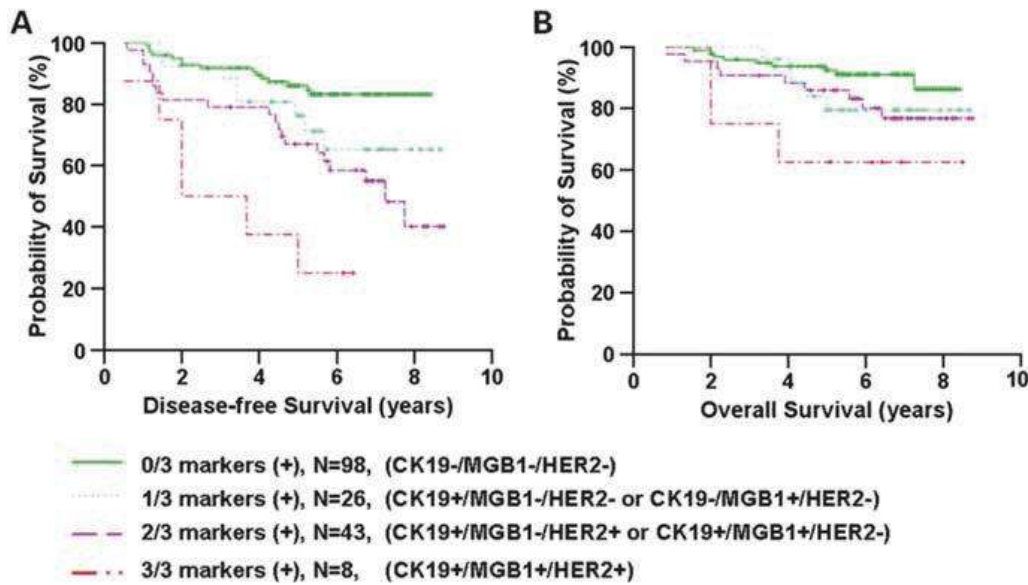 A
B
Probability of Survival (%)
100
80
60
40
20
0
0 2 4 6 8 10
Disease-free Survival (years)
Probability of Survival (%)
100
80
60
40
20
0
0 2 4 6 8 10
Overall Survival (years)
0/3 markers (+), N=98, (CK19-/MGB1-/HER2-)
1/3 markers (+), N=26, (CK19+/MGB1-/HER2- or CK19-/MGB1+/HER2-)
2/3 markers (+), N=43, (CK19+/MGB1-/HER2+ or CK19+/MGB1+/HER2-)
3/3 markers (+), N=8, (CK19+/MGB1+/HER2+)